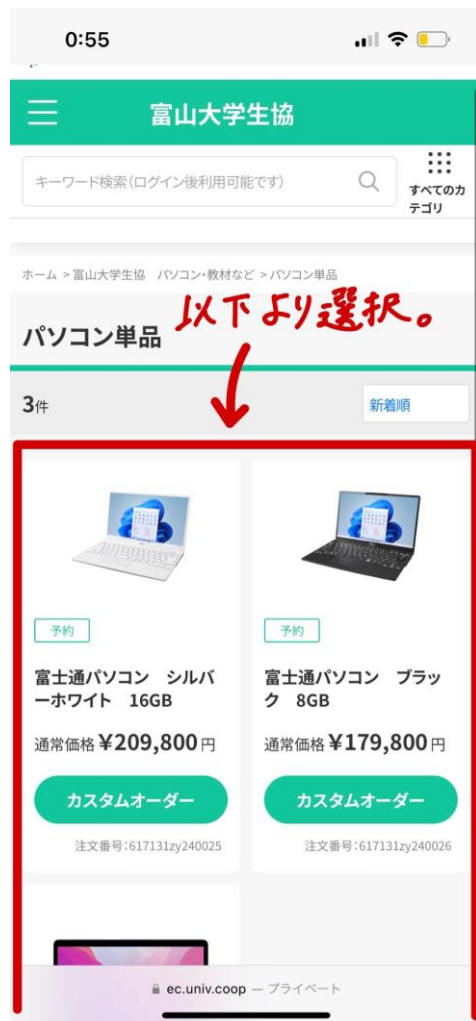 0:55
富山大学生協
キーワード検索(ログイン後利用可能です)
すべてのカ
テゴリ
ホーム > 富山大学生協 パソコン・教材など > パソコン単品
以下より選択。
パソコン単品
3件
新着順
予約
富士通パソコン シルバ
ーホワイト 16GB
通常価格 ¥209,800 円
カスタムオーダー
注文番号:617131zy240025
予約
富士通パソコン ブラッ
ク 8GB
通常価格 ¥179,800 円
カスタムオーダー
注文番号:617131zy240026
ec.univ.coop — プライベート